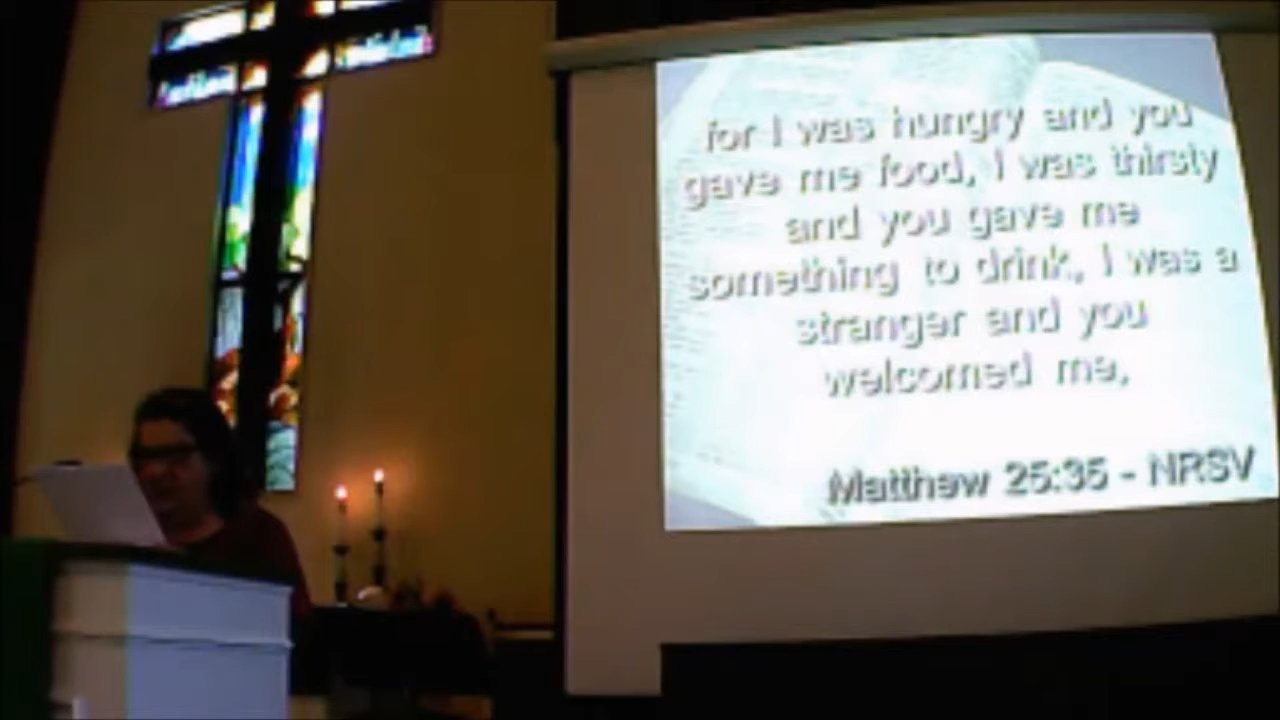 for I was hungry and you
gave me food, I was thirsty
and you gave me
something to drink, I was a
stranger and you
welcomed me,
Matthew 25:35 - NRSV